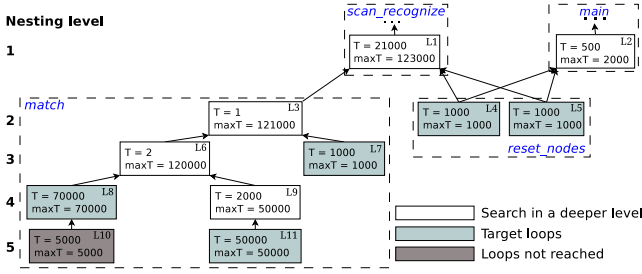 scan_recognize
main
Nesting level
...
...
L1
T = 21000
maxT = 123000
L2
T = 500
maxT = 2000
1
match
L3
T = 1
maxT = 121000
L4
T = 1000
maxT = 1000
L5
T = 1000
maxT = 1000
2
reset_nodes
L6
T = 2
maxT = 120000
L7
T = 1000
maxT = 1000
3
L8
T = 70000
maxT = 70000
L9
T = 2000
maxT = 50000
4
L10
T = 5000
maxT = 5000
L11
T = 50000
maxT = 50000
5
Search in a deeper level
Target loops
Loops not reached